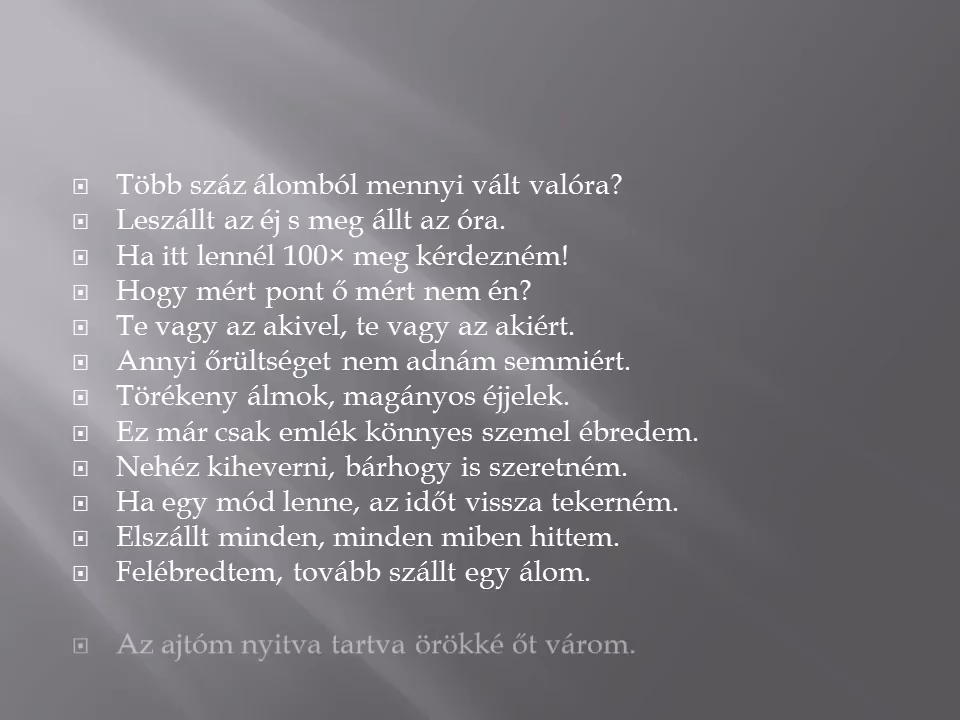 Több száz álomból mennyi vált valóra?
Leszállt az éj s meg állt az óra.
Ha itt lennél 100× meg kérdezném!
Hogy mért pont ő mért nem én?
Te vagy az akivel, te vagy az akiért.
Annyi őrültséget nem adnám semmiért.
Törékeny álmok, magányos éjjelek.
Ez már csak emlék könnyes szemel ébredem.
Nehéz kiheverni, bárhogy is szeretném.
Ha egy mód lenne, az időt vissza tekerném.
Elszállt minden, minden miben hittem.
Felébredtem, tovább szállt egy álom.
Az ajtóm nyitva tartva örökké őt várom.